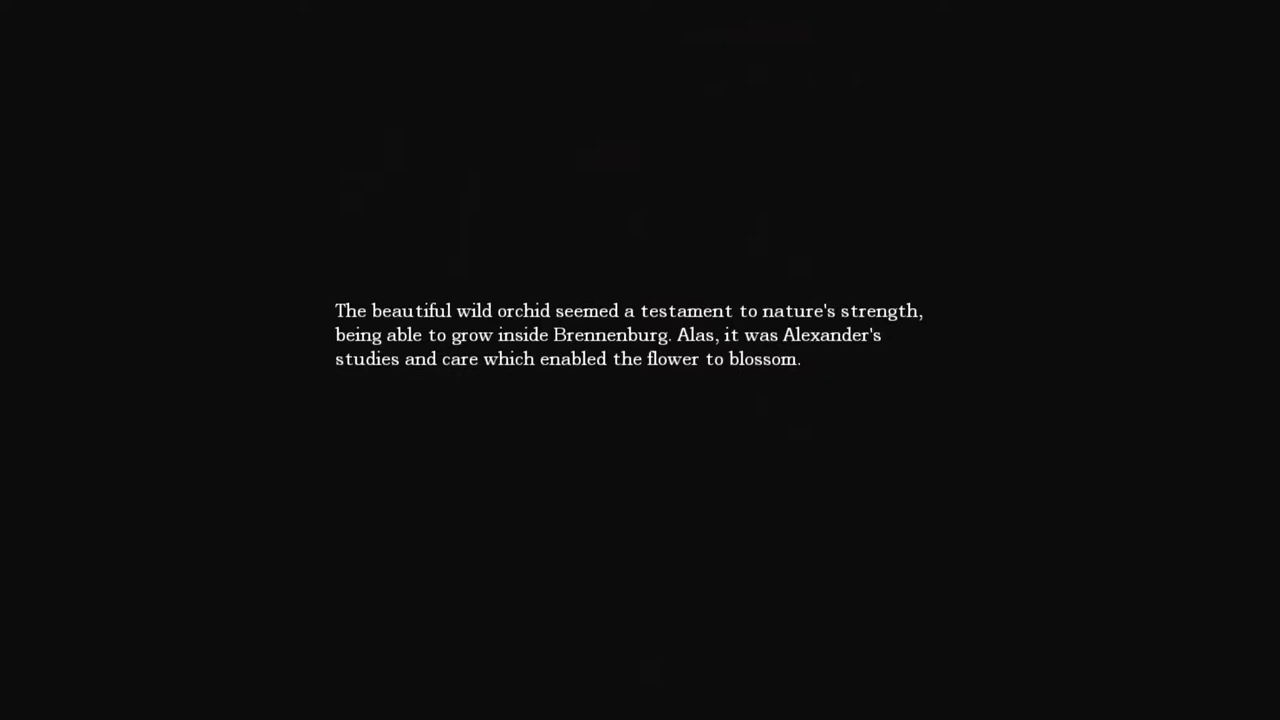 The beautiful wild orchid seemed a testament to nature's strength,
being able to grow inside Brennenburg. Alas, it was Alexander's
studies and care which enabled the flower to blossom.